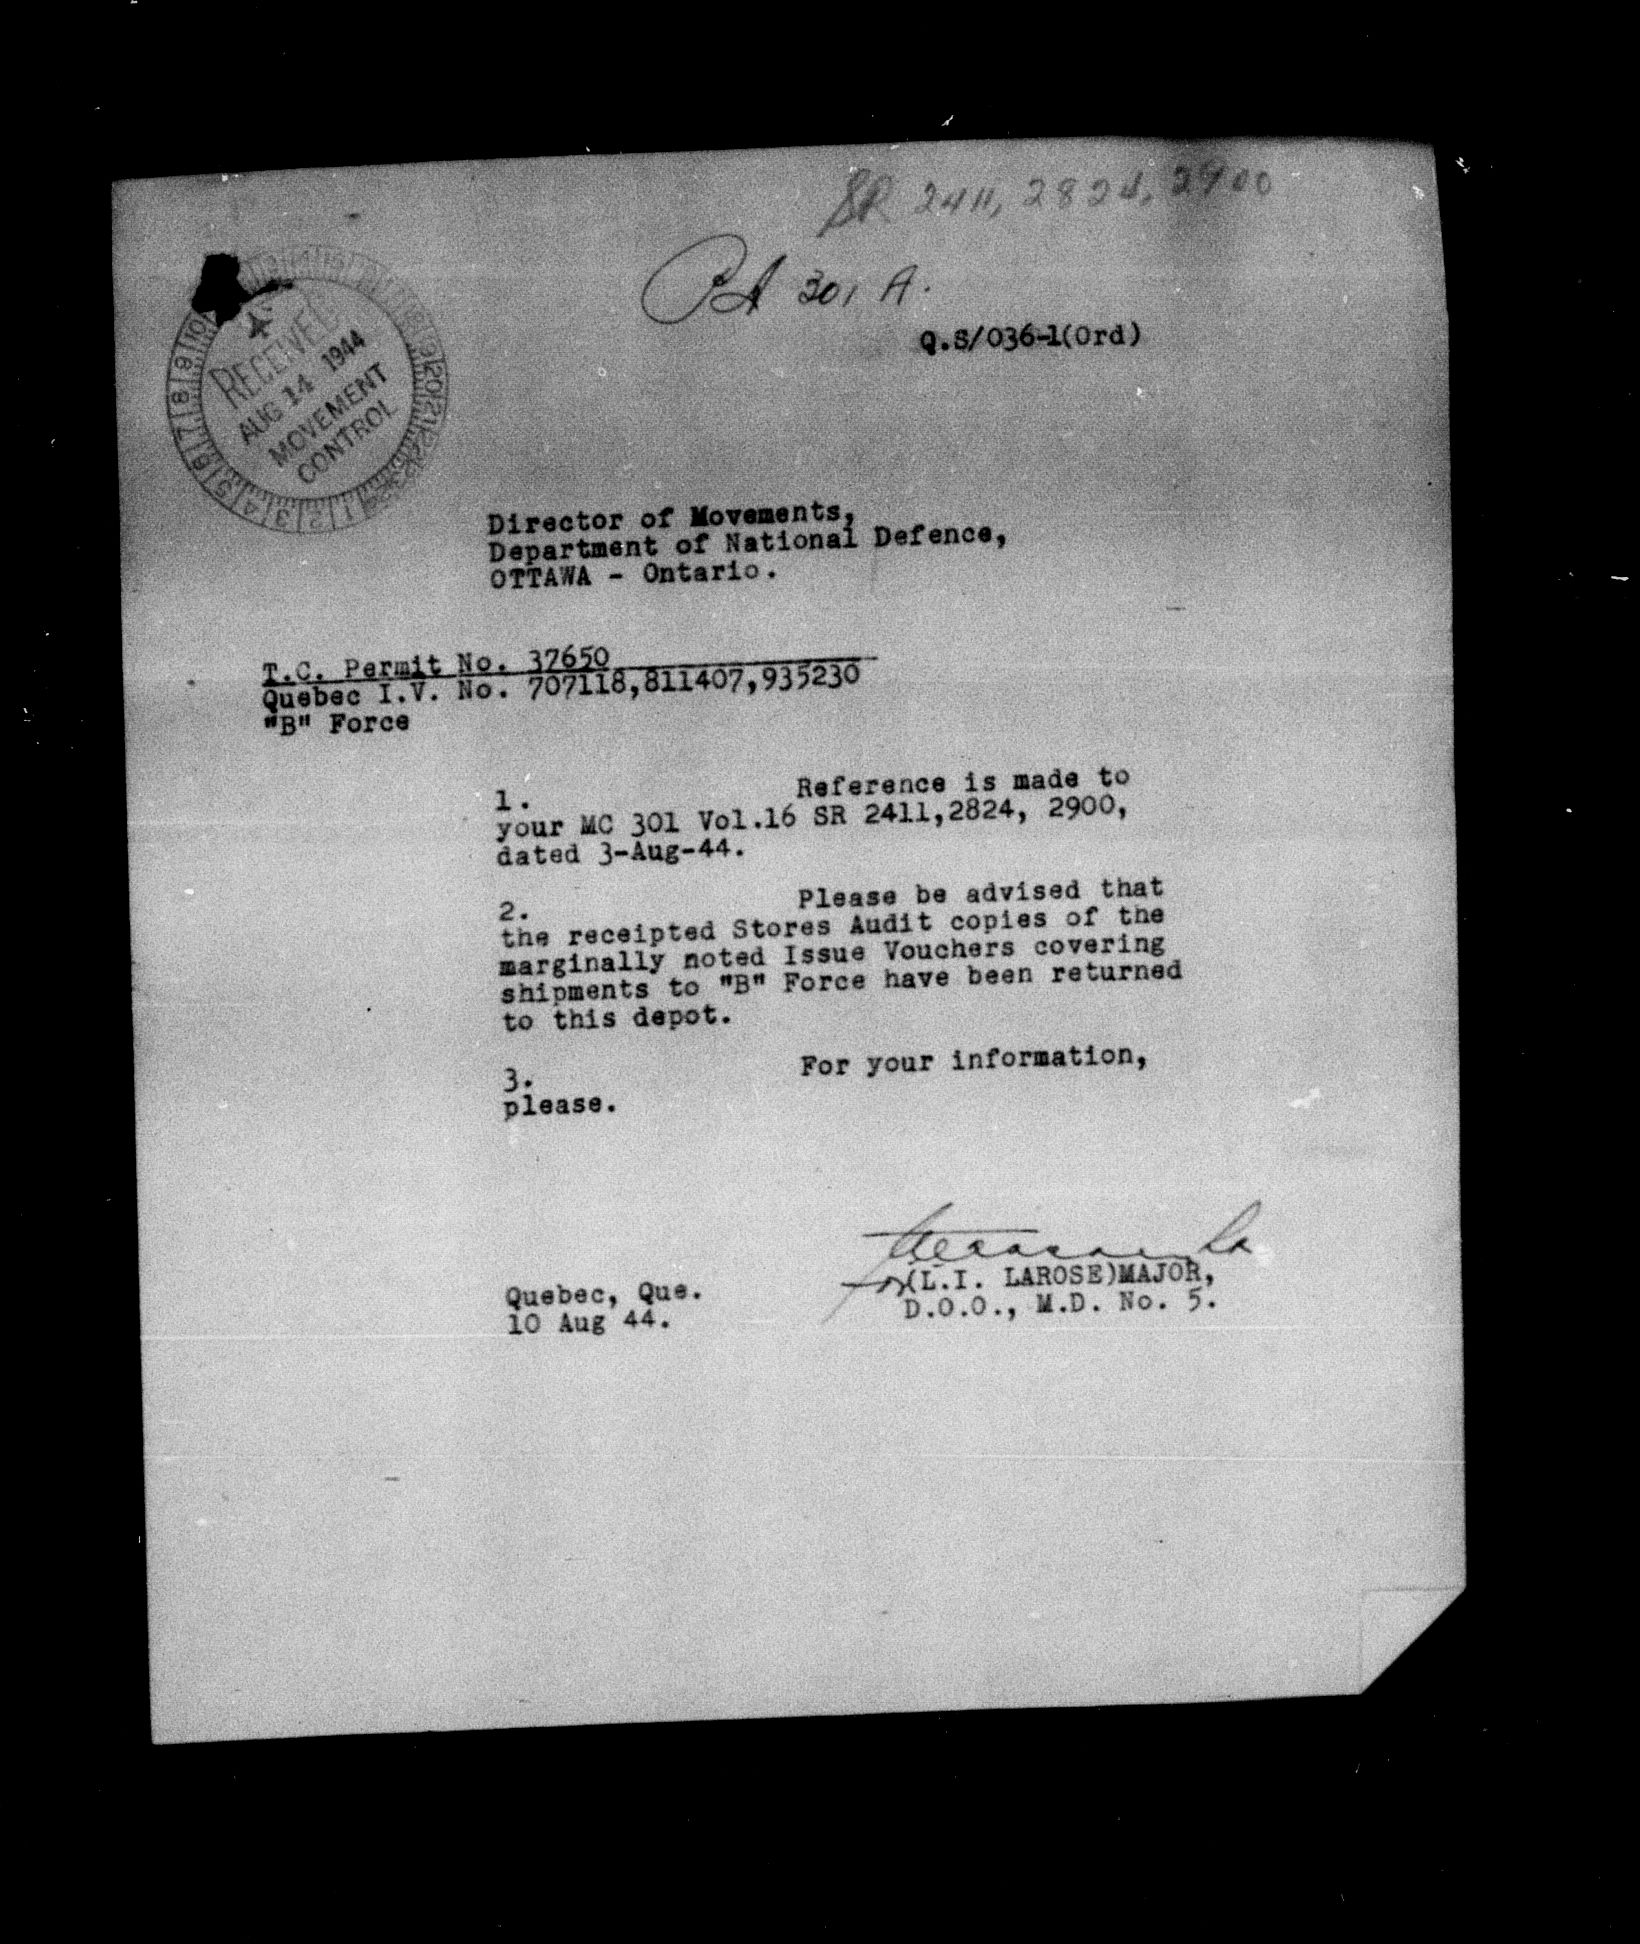 SR 2411, 2824, 2900
PA 301 A.
Q.S/036-1(Ord)
RECEIVED
AUG 14 1944
MOVEMENT
CONTROL
Director of Movements,
Department of National Defence,
OTTAWA - Ontario.
T.C. Permit No. 37650
Quebec I.V. No. 707118,811407,935230
"B" Force
1. Reference is made to
your MC 301 Vol.16 SR 2411,2824, 2900,
dated 3-Aug-44.
2. Please be advised that
the receipted Stores Audit copies of the
marginally noted Issue Vouchers covering
shipments to "B" Force have been returned
to this depot.
3. For your information,
please.
for (L.I. LAROSE)MAJOR,
D.O.O., M.D. No. 5.
Quebec, Que.
10 Aug 44.